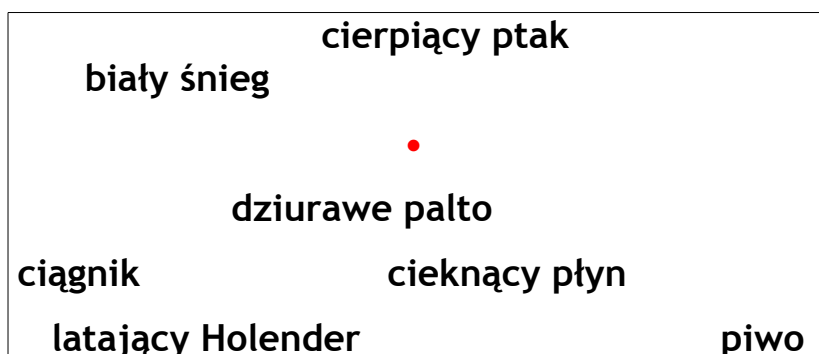 cierpiący ptak
biały śnieg
dziurawe palto
ciągnik cieknący płyn
latający Holender piwo